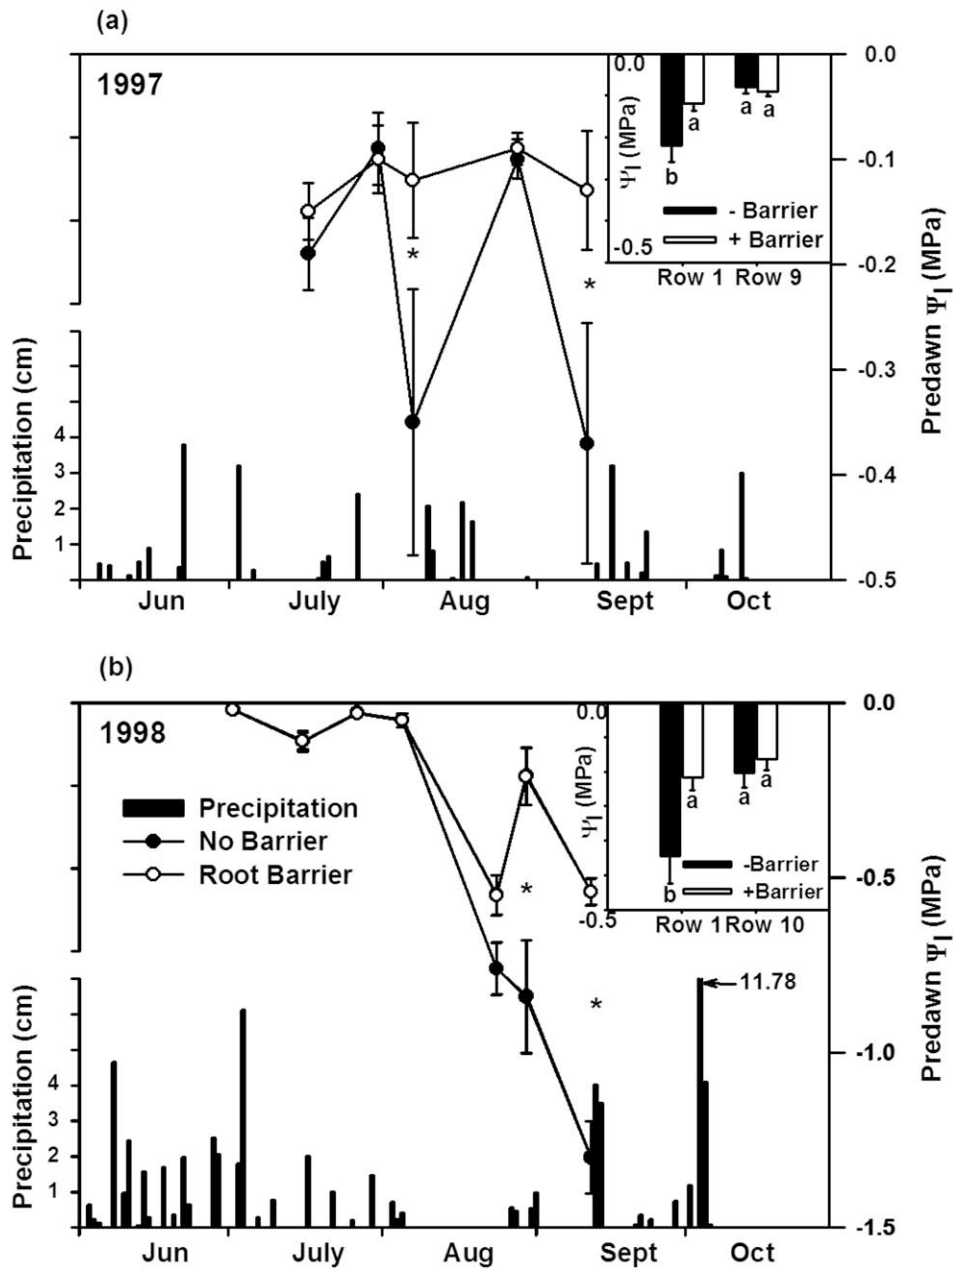 (a)
1997
0.0
-0.1
-0.2
-0.3
-0.4
-0.5
Predawn Ψl (MPa)
0.0
-0.5
Ψl (MPa)
b
a
a
a
- Barrier
+ Barrier
Row 1
Row 9
*
*
Precipitation (cm)
4
3
2
1
Jun
July
Aug
Sept
Oct
(b)
1998
Precipitation
No Barrier
Root Barrier
0.0
-0.5
-1.0
-1.5
Predawn Ψl (MPa)
0.0
-0.5
Ψl (MPa)
b
a
a
a
-Barrier
+Barrier
Row 1
Row 10
*
*
11.78
Precipitation (cm)
4
3
2
1
Jun
July
Aug
Sept
Oct